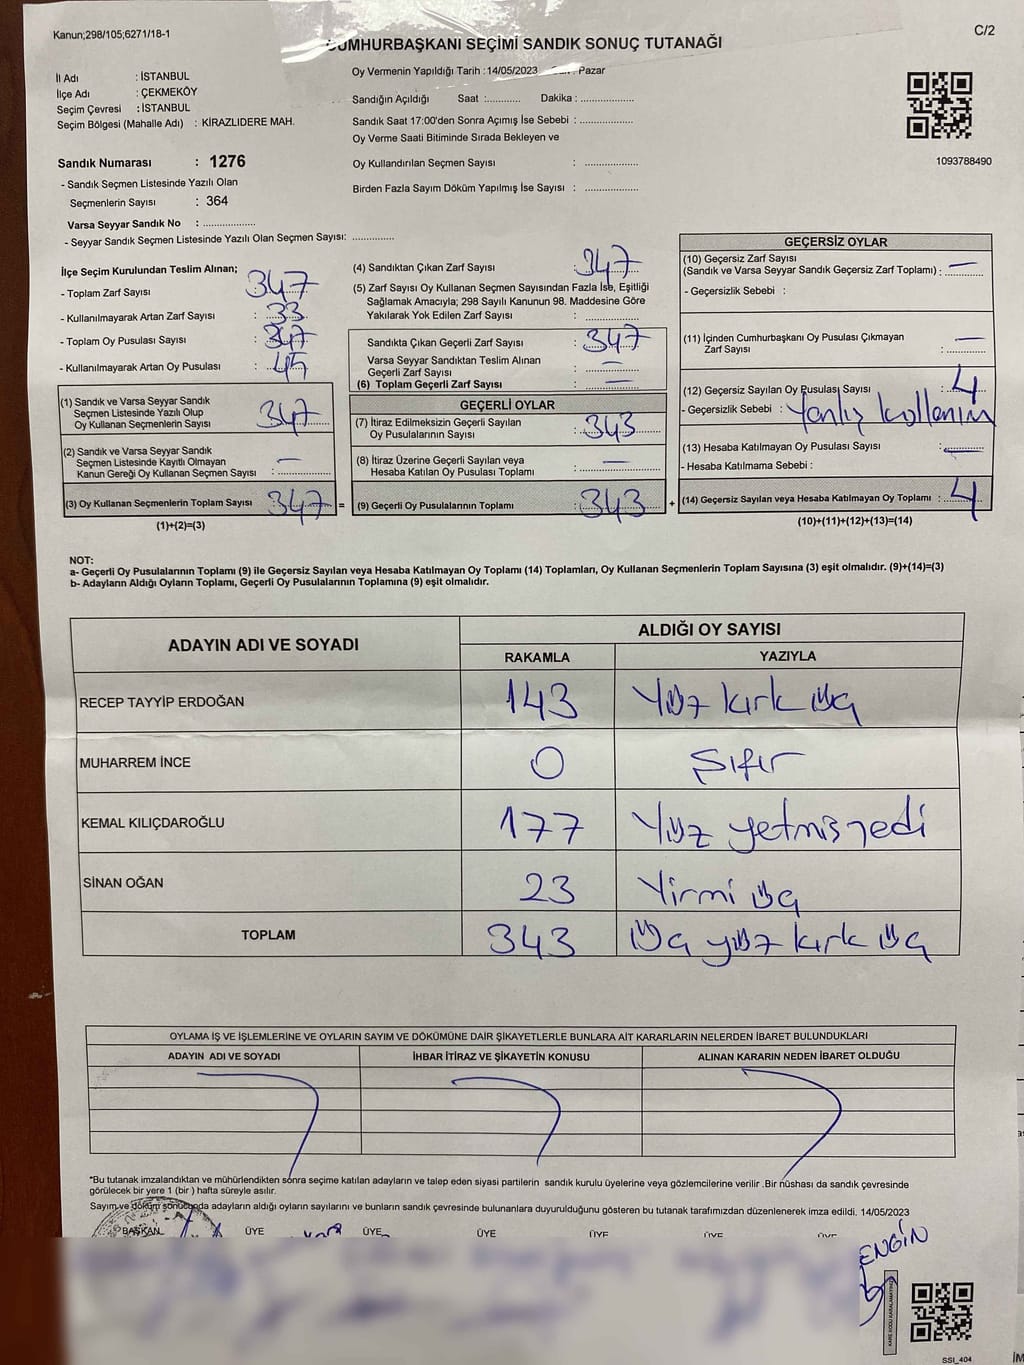 Kanun;298/105;6271/18-1
C/2
CUMHURBAŞKANI SEÇİMİ SANDIK SONUÇ TUTANAĞI
İl Adı : İSTANBUL
İlçe Adı : ÇEKMEKÖY
Seçim Çevresi : İSTANBUL
Seçim Bölgesi (Mahalle Adı) : KİRAZLIDERE MAH.
Sandık Numarası : 1276
- Sandık Seçmen Listesinde Yazılı Olan
Seçmenlerin Sayısı : 364
Varsa Seyyar Sandık No : ................
- Seyyar Sandık Seçmen Listesinde Yazılı Olan Seçmen Sayısı: .............
Oy Vermenin Yapıldığı Tarih : 14/05/2023 Pazar
Sandığın Açıldığı Saat :........... Dakika : ................
Sandık Saat 17:00'den Sonra Açımış İse Sebebi : ................
Oy Verme Saati Bitiminde Sırada Bekleyen ve
Oy Kullandırılan Seçmen Sayısı : ................
Birden Fazla Sayım Döküm Yapılmış İse Sayısı : ................
1093788490
İlçe Seçim Kurulundan Teslim Alınan;
- Toplam Zarf Sayısı 347
- Kullanılmayarak Artan Zarf Sayısı : 33
- Toplam Oy Pusulası Sayısı : 347
- Kullanılmayarak Artan Oy Pusulası : 45
(1) Sandık ve Varsa Seyyar Sandık
Seçmen Listesinde Yazılı Olup
Oy Kullanan Seçmenlerin Sayısı : 347
(2) Sandık ve Varsa Seyyar Sandık
Seçmen Listesinde Kayıtlı Olmayan
Kanun Gereği Oy Kullanan Seçmen Sayısı : –
(3) Oy Kullanan Seçmenlerin Toplam Sayısı : 347 =
(1)+(2)=(3)
(4) Sandıktan Çıkan Zarf Sayısı : 347
(5) Zarf Sayısı Oy Kullanan Seçmen Sayısından Fazla İse, Eşitliği
Sağlamak Amacıyla; 298 Sayılı Kanunun 98. Maddesine Göre
Yakılarak Yok Edilen Zarf Sayısı : ................
Sandıkta Çıkan Geçerli Zarf Sayısı : 347
Varsa Seyyar Sandıktan Teslim Alınan
Geçerli Zarf Sayısı : –
(6) Toplam Geçerli Zarf Sayısı : –
GEÇERLİ OYLAR
(7) İtiraz Edilmeksizin Geçerli Sayılan
Oy Pusulalarının Sayısı : 343
(8) İtiraz Üzerine Geçerli Sayılan veya
Hesaba Katılan Oy Pusulası Toplamı : –
(9) Geçerli Oy Pusulalarının Toplamı : 343 +
GEÇERSİZ OYLAR
(10) Geçersiz Zarf Sayısı
(Sandık ve Varsa Seyyar Sandık Geçersiz Zarf Toplamı) : –
- Geçersizlik Sebebi :
(11) İçinden Cumhurbaşkanı Oy Pusulası Çıkmayan
Zarf Sayısı : –
(12) Geçersiz Sayılan Oy Pusulası Sayısı : 4
- Geçersizlik Sebebi : Yanlış kullanım
(13) Hesaba Katılmayan Oy Pusulası Sayısı : –
- Hesaba Katılmama Sebebi :
(14) Geçersiz Sayılan veya Hesaba Katılmayan Oy Toplamı : 4
(10)+(11)+(12)+(13)=(14)
NOT:
a- Geçerli Oy Pusulalarının Toplamı (9) ile Geçersiz Sayılan veya Hesaba Katılmayan Oy Toplamı (14) Toplamları, Oy Kullanan Seçmenlerin Toplam Sayısına (3) eşit olmalıdır. (9)+(14)=(3)
b- Adayların Aldığı Oyların Toplamı, Geçerli Oy Pusulalarının Toplamına (9) eşit olmalıdır.
ADAYIN ADI VE SOYADI ALDIĞI OY SAYISI
RAKAMLA YAZIYLA
RECEP TAYYİP ERDOĞAN 143 Yüz kırk üç
MUHARREM İNCE 0 Sıfır
KEMAL KILIÇDAROĞLU 177 Yüz yetmiş yedi
SİNAN OĞAN 23 Yirmi üç
TOPLAM 343 Üç yüz kırk üç
OYLAMA İŞ VE İŞLEMLERİNE VE OYLARIN SAYIM VE DÖKÜMÜNE DAİR ŞİKAYETLERLE BUNLARA AİT KARARLARIN NELERDEN İBARET BULUNDUKLARI
ADAYIN ADI VE SOYADI İHBAR İTİRAZ VE ŞİKAYETİN KONUSU ALINAN KARARIN NEDEN İBARET OLDUĞU
*Bu tutanak imzalandıktan ve mühürlendikten sonra seçime katılan adayların ve talep eden siyasi partilerin sandık kurulu üyelerine veya gözlemcilerine verilir .Bir nüshası da sandık çevresinde
görülecek bir yere 1 (bir ) hafta süreyle asılır.
Sayım ve döküm sonucunda adayların aldığı oyların sayılarını ve bunların sandık çevresinde bulunanlara duyurulduğunu gösteren bu tutanak tarafımızdan düzenlenerek imza edildi. 14/05/2023
BAŞKAN ÜYE ÜYE ÜYE ÜYE ÜYE ÜYE
ENGİN
KARE KODU KARALAMAYINIZ
SSI_404